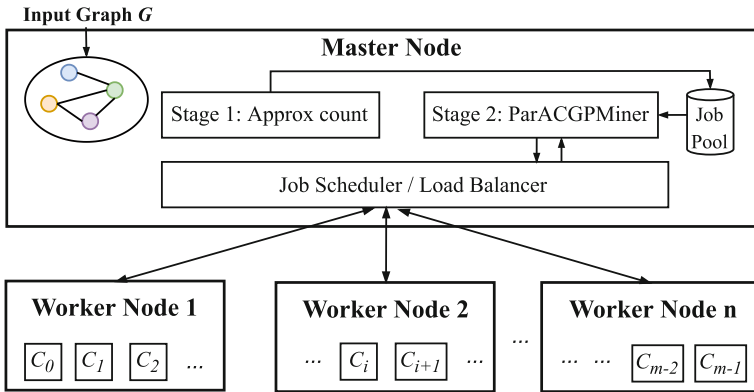 Input Graph G
Master Node
Stage 1: Approx count
Stage 2: ParACGPMiner
Job
Pool
Job Scheduler / Load Balancer
Worker Node 1
C0 C1 C2 ...
Worker Node 2
... Ci Ci+1 ...
...
Worker Node n
... ... Cm-2 Cm-1